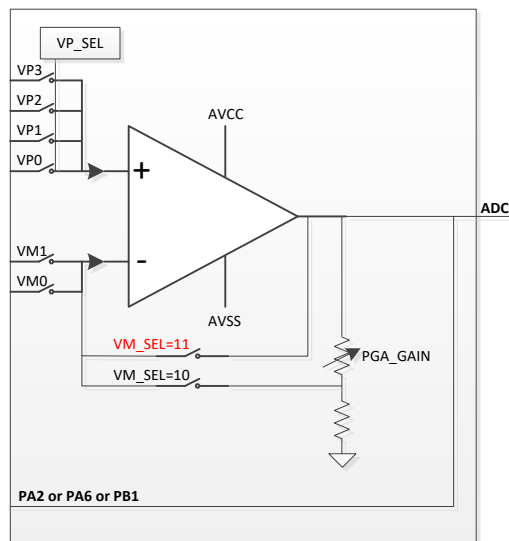 VP_SEL
VP3
VP2
VP1
VP0
AVCC
+
ADC
VM1
-
VM0
AVSS
VM_SEL=11
PGA_GAIN
VM_SEL=10
PA2 or PA6 or PB1